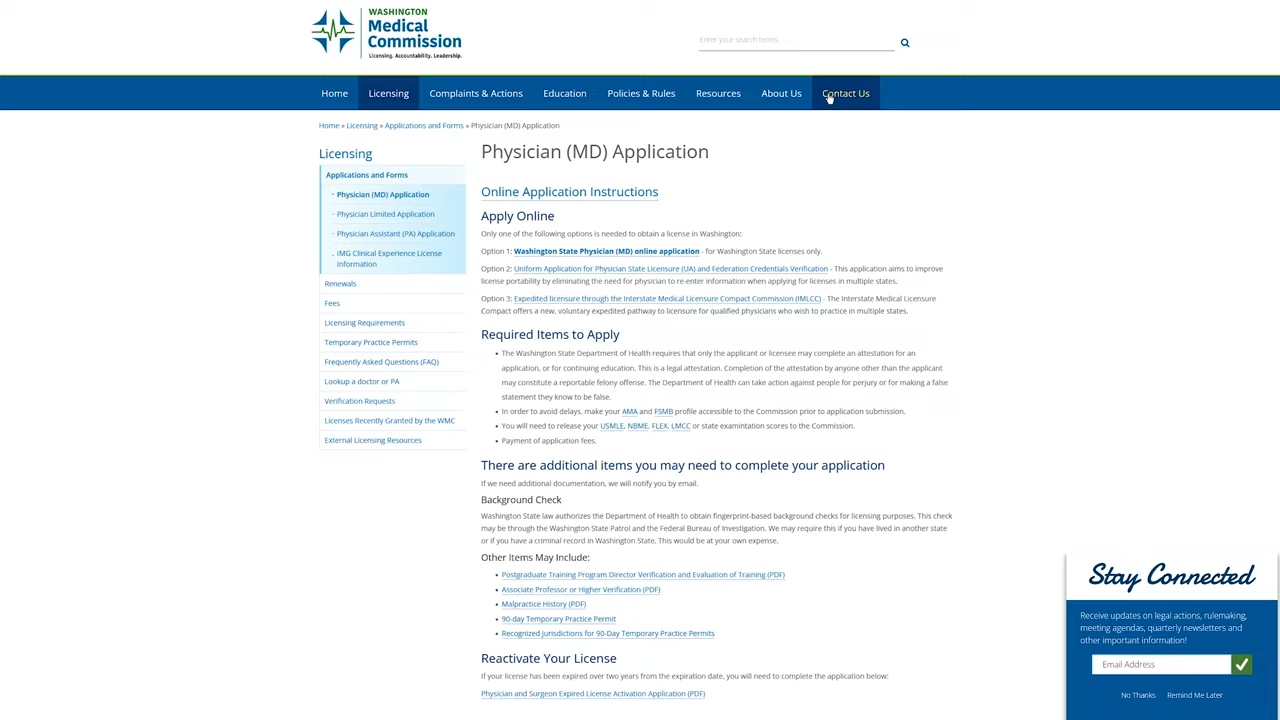 WASHINGTON
Medical
Commission
Licensing. Accountability. Leadership.
Enter your search terms......
Home Licensing Complaints & Actions Education Policies & Rules Resources About Us Contact Us
Home » Licensing » Applications and Forms » Physician (MD) Application
Licensing
Applications and Forms
Physician (MD) Application
Physician Limited Application
Physician Assistant (PA) Application
IMG Clinical Experience License
Information
Renewals
Fees
Licensing Requirements
Temporary Practice Permits
Frequently Asked Questions (FAQ)
Lookup a doctor or PA
Verification Requests
Licenses Recently Granted by the WMC
External Licensing Resources
Physician (MD) Application
Online Application Instructions
Apply Online
Only one of the following options is needed to obtain a license in Washington:
Option 1: Washington State Physician (MD) online application - for Washington State licenses only.
Option 2: Uniform Application for Physician State Licensure (UA) and Federation Credentials Verification - This application aims to improve
license portability by eliminating the need for physician to re-enter information when applying for licenses in multiple states.
Option 3: Expedited licensure through the Interstate Medical Licensure Compact Commission (IMLCC) - The Interstate Medical Licensure
Compact offers a new, voluntary expedited pathway to licensure for qualified physicians who wish to practice in multiple states.
Required Items to Apply
• The Washington State Department of Health requires that only the applicant or licensee may complete an attestation for an
application, or for continuing education. This is a legal attestation. Completion of the attestation by anyone other than the applicant
may constitute a reportable felony offense. The Department of Health can take action against people for perjury or for making a false
statement they know to be false.
• In order to avoid delays, make your AMA and FSMB profile accessible to the Commission prior to application submission.
• You will need to release your USMLE, NBME, FLEX, LMCC or state examintation scores to the Commission.
• Payment of application fees.
There are additional items you may need to complete your application
If we need additional documentation, we will notify you by email.
Background Check
Washington State law authorizes the Department of Health to obtain fingerprint-based background checks for licensing purposes. This check
may be through the Washington State Patrol and the Federal Bureau of Investigation. We may require this if you have lived in another state
or if you have a criminal record in Washington State. This would be at your own expense.
Other Items May Include:
• Postgraduate Training Program Director Verification and Evaluation of Training (PDF)
• Associate Professor or Higher Verification (PDF)
• Malpractice History (PDF)
• 90-day Temporary Practice Permit
• Recognized Jurisdictions for 90-Day Temporary Practice Permits
Reactivate Your License
If your license has been expired over two years from the expiration date, you will need to complete the application below:
Physician and Surgeon Expired License Activation Application (PDF)
Stay Connected
Receive updates on legal actions, rulemaking,
meeting agendas, quarterly newsletters and
other important information!
Email Address
No Thanks Remind Me Later